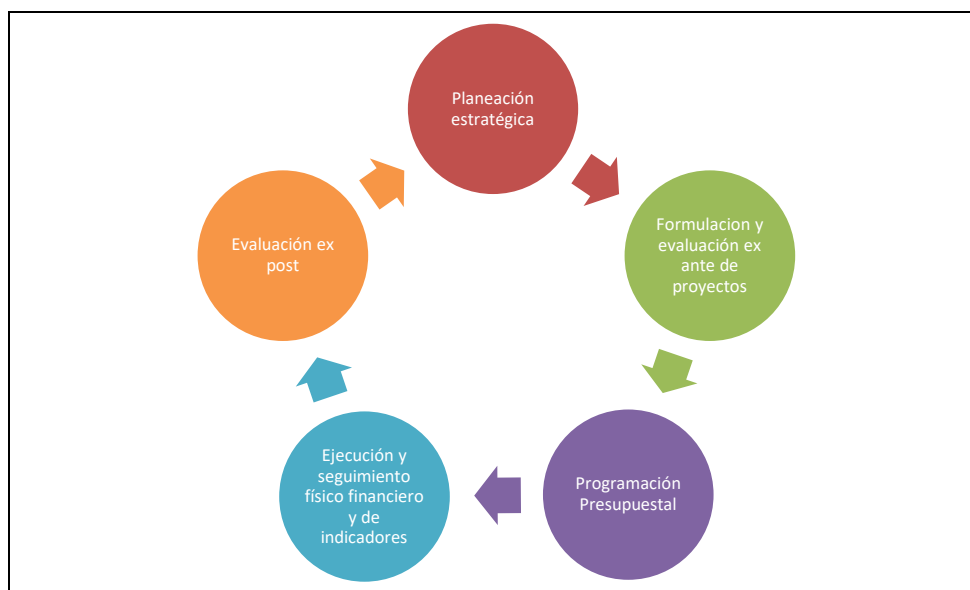 Planeación
estratégica
Formulacion y
evaluación ex
ante de
proyectos
Programación
Presupuestal
Ejecución y
seguimiento
físico financiero
y de
indicadores
Evaluación ex
post